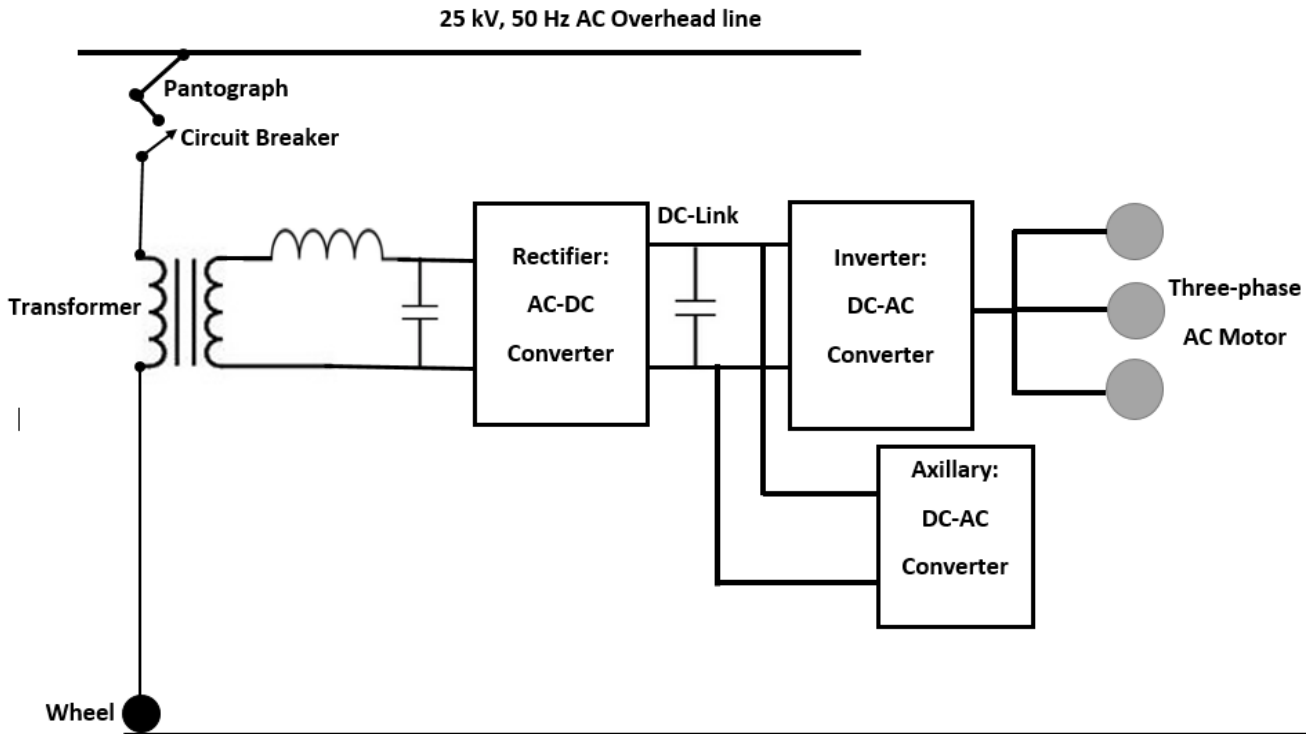 25 kV, 50 Hz AC Overhead line
Pantograph
Circuit Breaker
Transformer
Rectifier:
AC-DC
Converter
DC-Link
Inverter:
DC-AC
Converter
Three-phase
AC Motor
Axillary:
DC-AC
Converter
Wheel